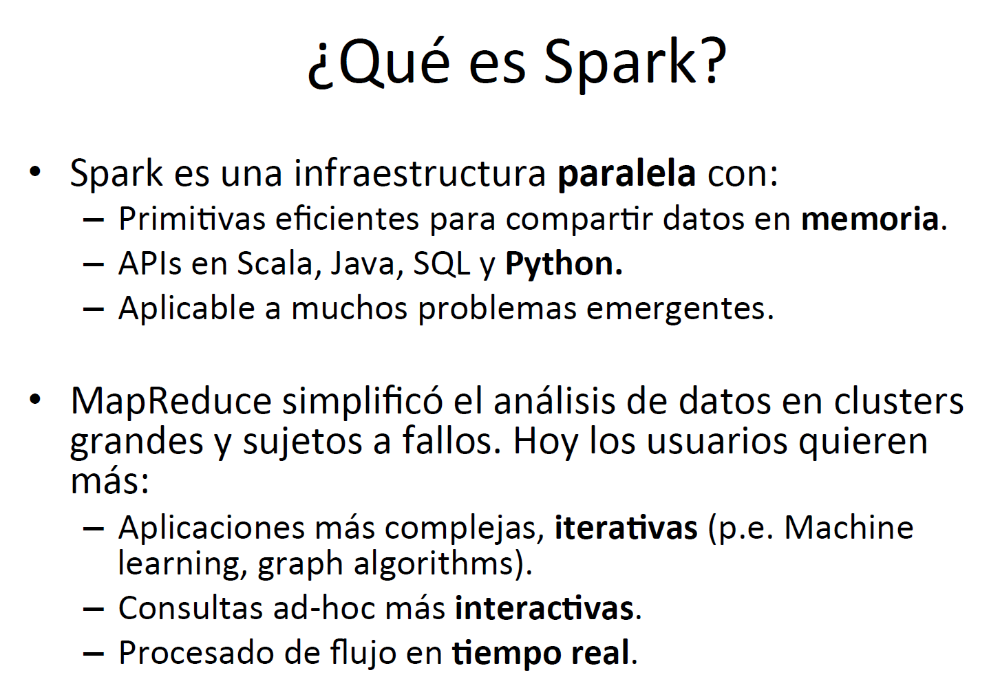 ¿Qué es Spark?
• Spark es una infraestructura paralela con:
– Primitivas eficientes para compartir datos en memoria.
– APIs en Scala, Java, SQL y Python.
– Aplicable a muchos problemas emergentes.
• MapReduce simplificó el análisis de datos en clusters
grandes y sujetos a fallos. Hoy los usuarios quieren
más:
– Aplicaciones más complejas, iterativas (p.e. Machine
learning, graph algorithms).
– Consultas ad-hoc más interactivas.
– Procesado de flujo en tiempo real.